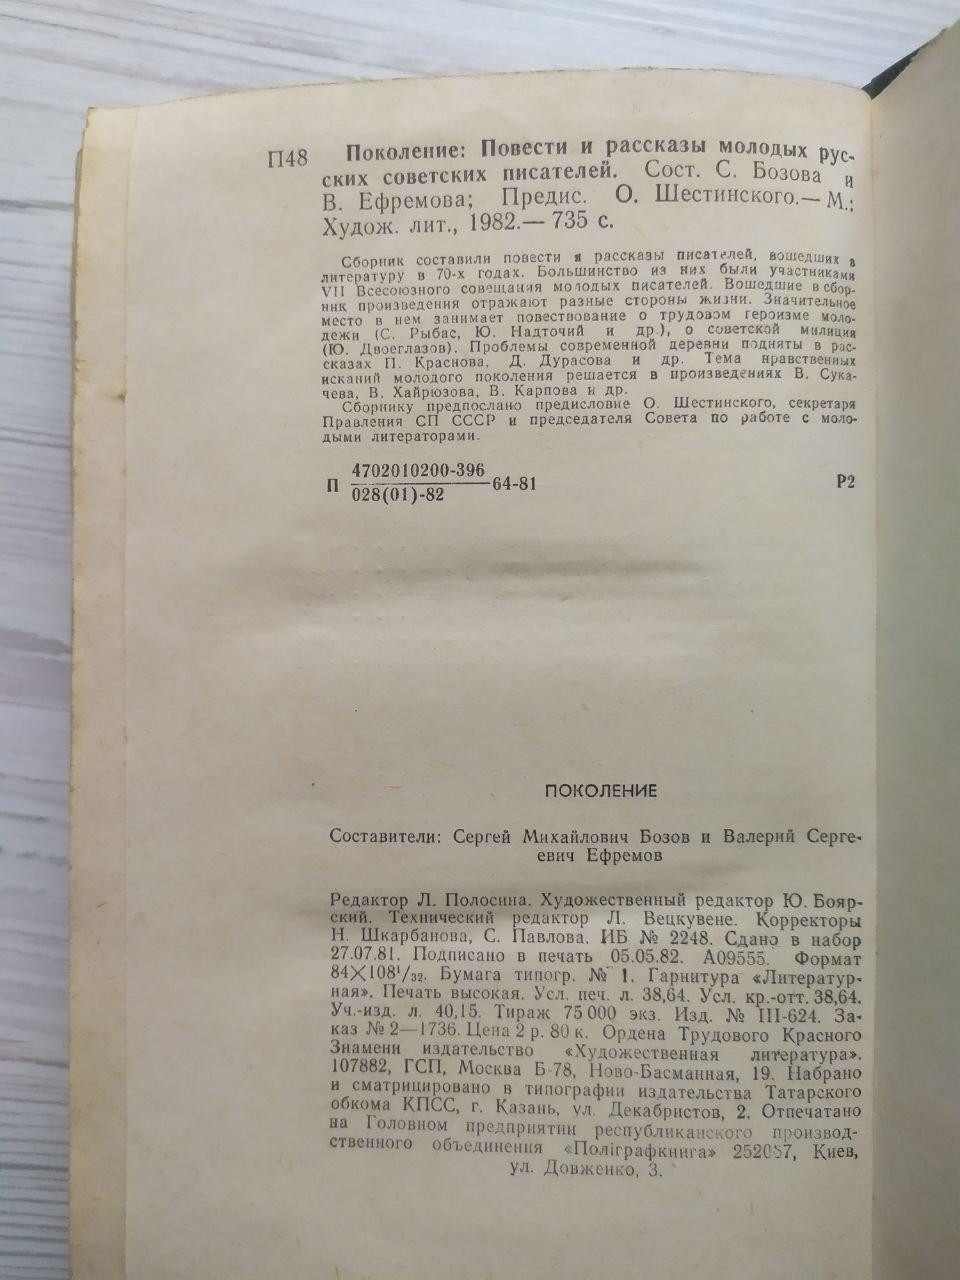 П48 Поколение: Повести и рассказы молодых рус-
ских советских писателей. Сост. С. Бозова и
В. Ефремова; Предис. О. Шестинского.— М.:
Худож. лит., 1982.— 735 с.
Сборник составили повести и рассказы писателей, вошедших в
литературу в 70-х годах. Большинство из них были участниками
VII Всесоюзного совещания молодых писателей. Вошедшие в сбор-
ник произведения отражают разные стороны жизни. Значительное
место в нем занимает повествование о трудовом героизме моло-
дежи (С. Рыбас, Ю. Надточий и др.), о советской милиции
(Ю. Двоеглазов). Проблемы современной деревни подняты в рас-
сказах П. Краснова, Д. Дурасова и др. Тема нравственных
исканий молодого поколения решается в произведениях В. Сука-
чева, В. Хайрюзова, В. Карпова и др.
Сборнику предпослано предисловие О. Шестинского, секретаря
Правления СП СССР и председателя Совета по работе с моло-
дыми литераторами.
П 4702010200-396
028(01)-82 64-81 Р2
ПОКОЛЕНИЕ
Составители: Сергей Михайлович Бозов и Валерий Серге-
евич Ефремов
Редактор Л. Полосина. Художественный редактор Ю. Бояр-
ский. Технический редактор Л. Вецкувене. Корректоры
Н. Шкарбанова, С. Павлова. ИБ № 2248. Сдано в набор
27.07.81. Подписано в печать 05.05.82. А09555. Формат
84×108¹/₃₂. Бумага типогр. № 1. Гарнитура «Литератур-
ная». Печать высокая. Усл. печ. л. 38,64. Усл. кр.-отт. 38,64.
Уч.-изд. л. 40,15. Тираж 75 000 экз. Изд. № III-624. За-
каз № 2—1736. Цена 2 р. 80 к. Ордена Трудового Красного
Знамени издательство «Художественная литература».
107882, ГСП, Москва Б-78, Ново-Басманная, 19. Набрано
и сматрицировано в типографии издательства Татарского
обкома КПСС, г. Казань, ул. Декабристов, 2. Отпечатано
на Головном предприятии республиканского производ-
ственного объединения «Полiграфкнига» 252057, Киев,
ул. Довженко, 3.